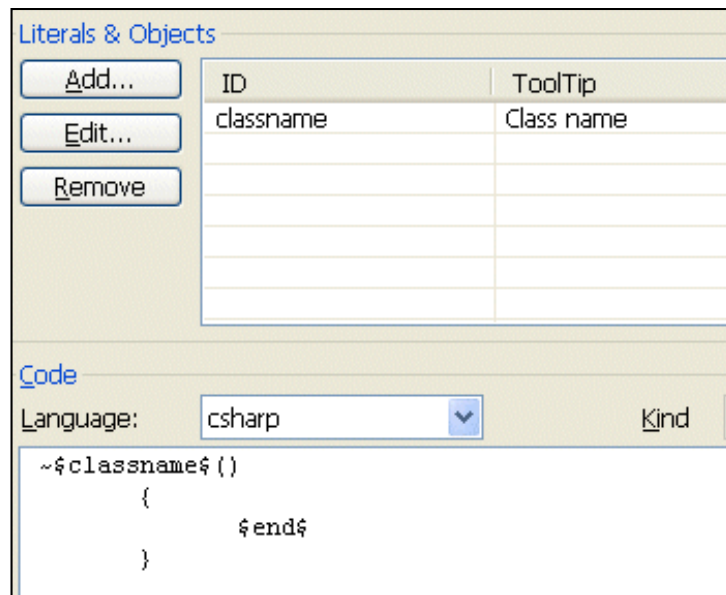 Literals & Objects
Add...
Edit...
Remove
ID ToolTip
classname Class name
Code
Language: csharp Kind
~$classname$()
{
$end$
}